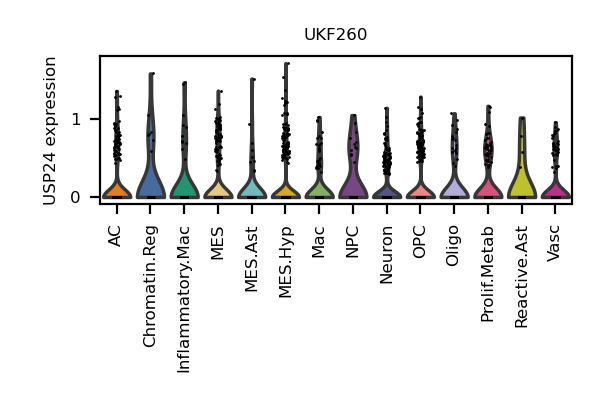 UKF260
USP24 expression
1
0
AC
Chromatin.Reg
Inflammatory.Mac
MES
MES.Ast
MES.Hyp
Mac
NPC
Neuron
OPC
Oligo
Prolif.Metab
Reactive.Ast
Vasc